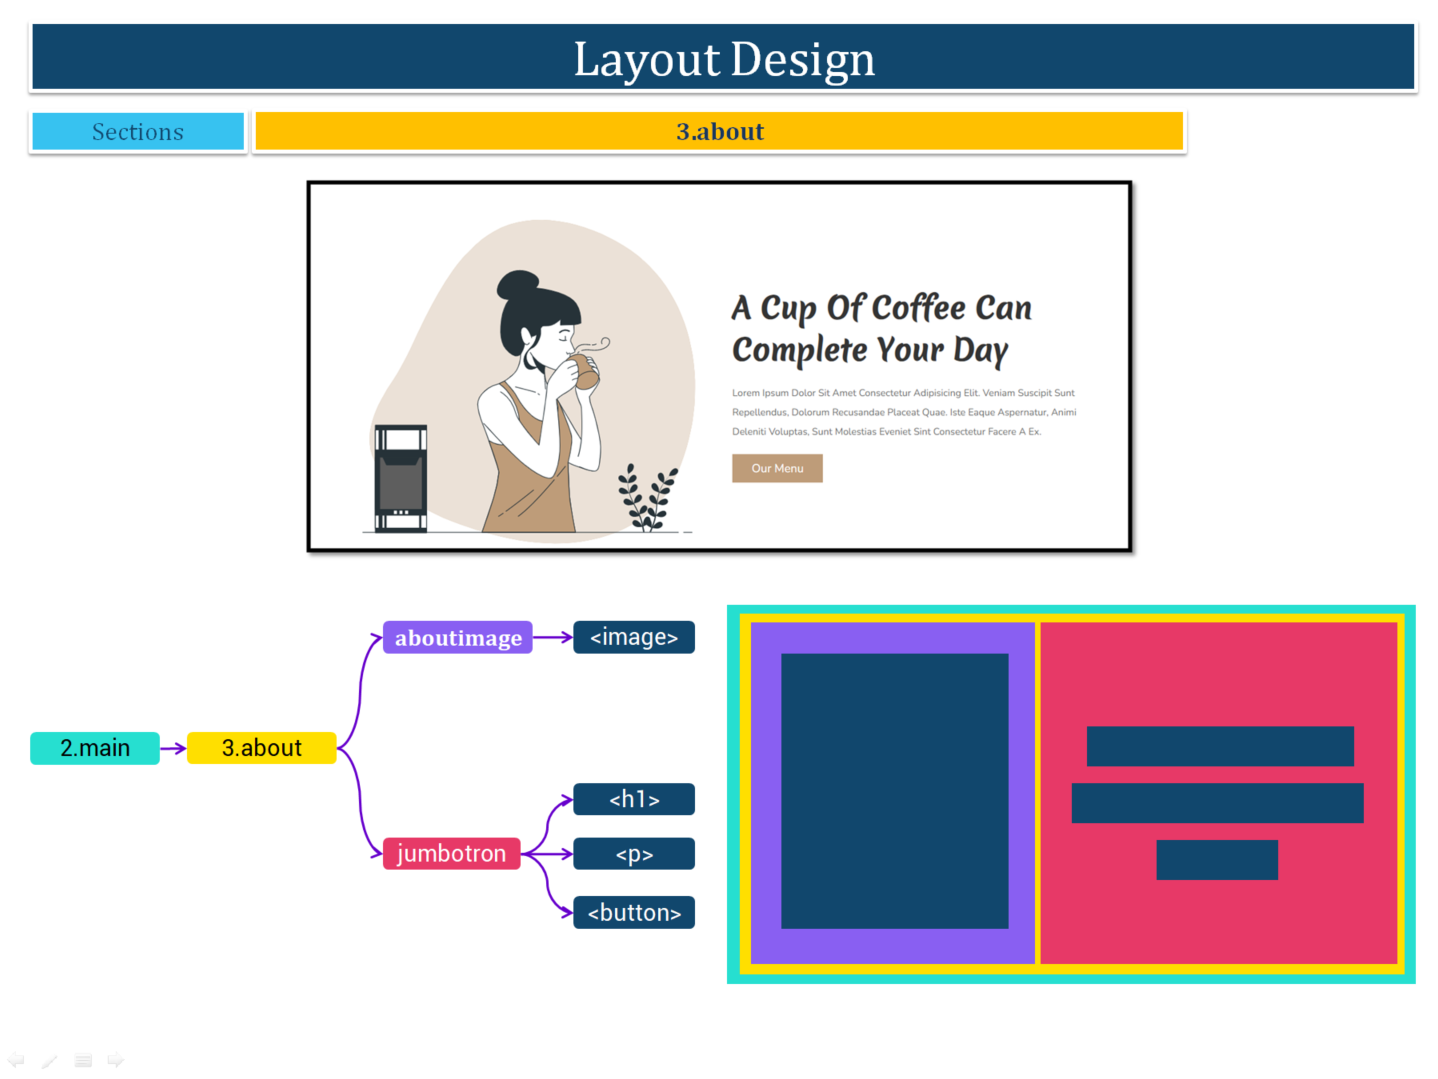 Layout Design
Sections
3.about
A Cup Of Coffee Can
Complete Your Day
Lorem Ipsum Dolor Sit Amet Consectetur Adipisicing Elit. Veniam Suscipit Sunt
Repellendus, Dolorum Recusandae Placeat Quae. Iste Eaque Aspernatur, Animi
Deleniti Voluptas, Sunt Molestias Eveniet Sint Consectetur Facere A Ex.
Our Menu
aboutimage
<image>
2.main
3.about
<h1>
jumbotron
<p>
<button>